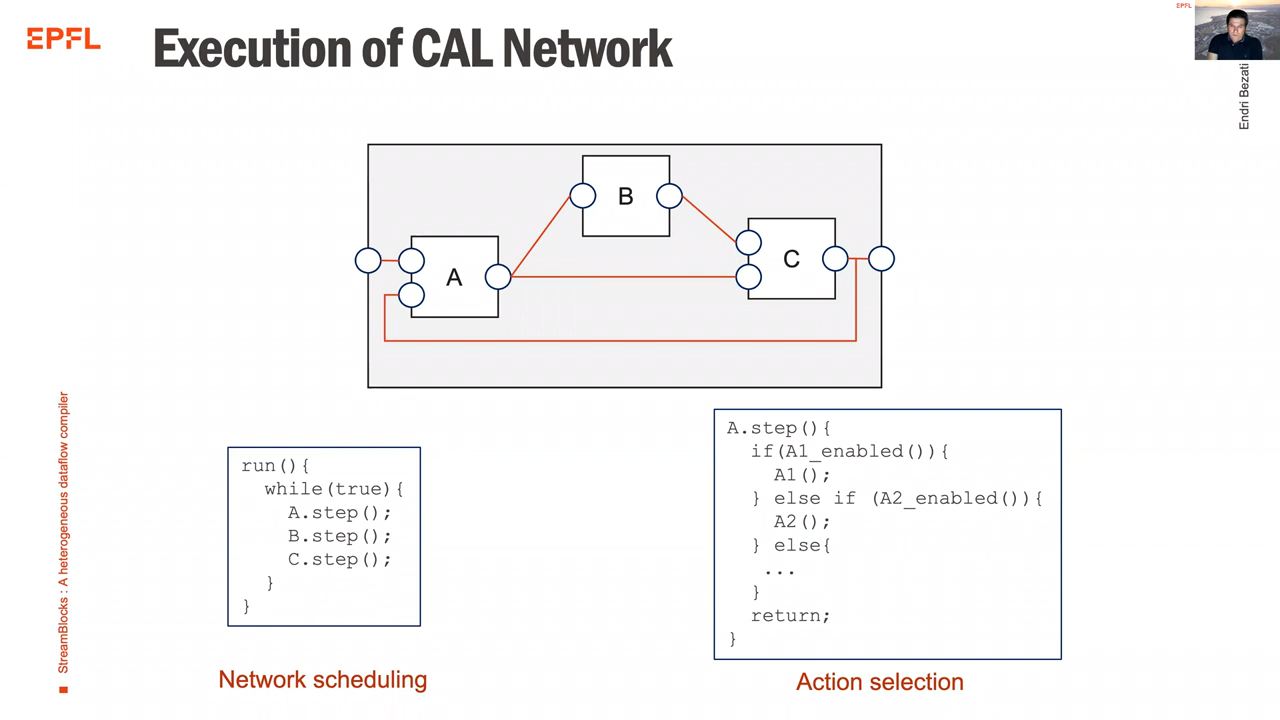 EPFL
Execution of CAL Network
EPFL
Endri Bezati
B
C
A
StreamBlocks : A heterogeneous dataflow compiler
run(){
while(true){
A.step();
B.step();
C.step();
}
}
Network scheduling
A.step(){
if(A1_enabled()){
A1();
} else if (A2_enabled()){
A2();
} else{
...
}
return;
}
Action selection